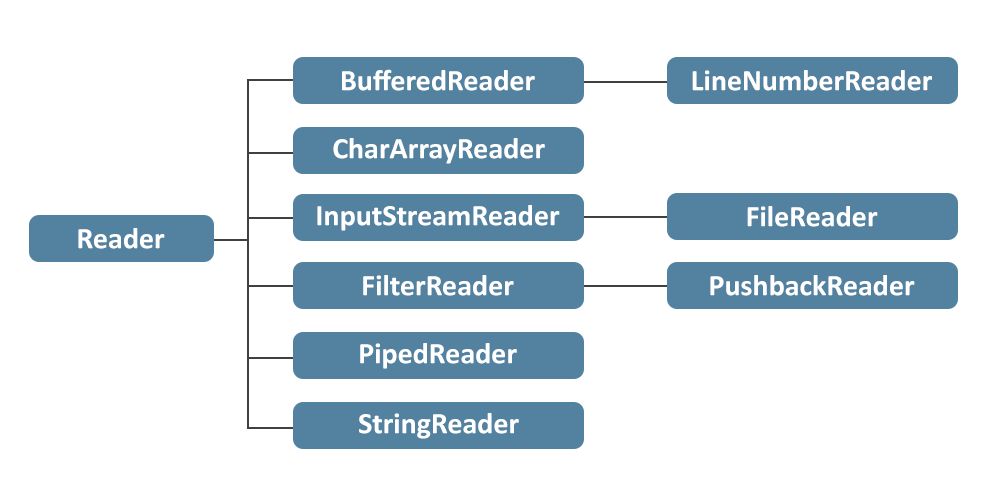 BufferedReader
LineNumberReader
CharArrayReader
InputStreamReader
FileReader
Reader
FilterReader
PushbackReader
PipedReader
StringReader